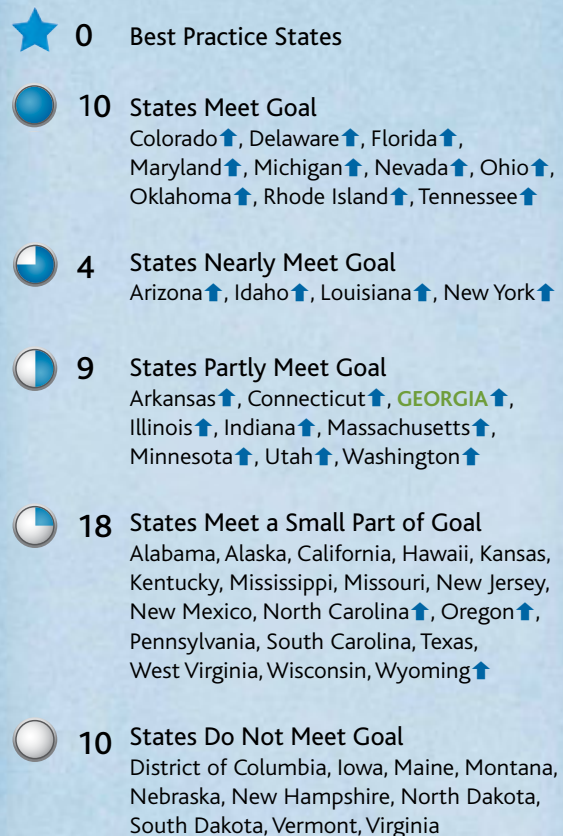 0 Best Practice States
10 States Meet Goal
Colorado⬆, Delaware⬆, Florida⬆,
Maryland⬆, Michigan⬆, Nevada⬆, Ohio⬆,
Oklahoma⬆, Rhode Island⬆, Tennessee⬆
4 States Nearly Meet Goal
Arizona⬆, Idaho⬆, Louisiana⬆, New York⬆
9 States Partly Meet Goal
Arkansas⬆, Connecticut⬆, GEORGIA⬆,
Illinois⬆, Indiana⬆, Massachusetts⬆,
Minnesota⬆, Utah⬆, Washington⬆
18 States Meet a Small Part of Goal
Alabama, Alaska, California, Hawaii, Kansas,
Kentucky, Mississippi, Missouri, New Jersey,
New Mexico, North Carolina⬆, Oregon⬆,
Pennsylvania, South Carolina, Texas,
West Virginia, Wisconsin, Wyoming⬆
10 States Do Not Meet Goal
District of Columbia, Iowa, Maine, Montana,
Nebraska, New Hampshire, North Dakota,
South Dakota, Vermont, Virginia